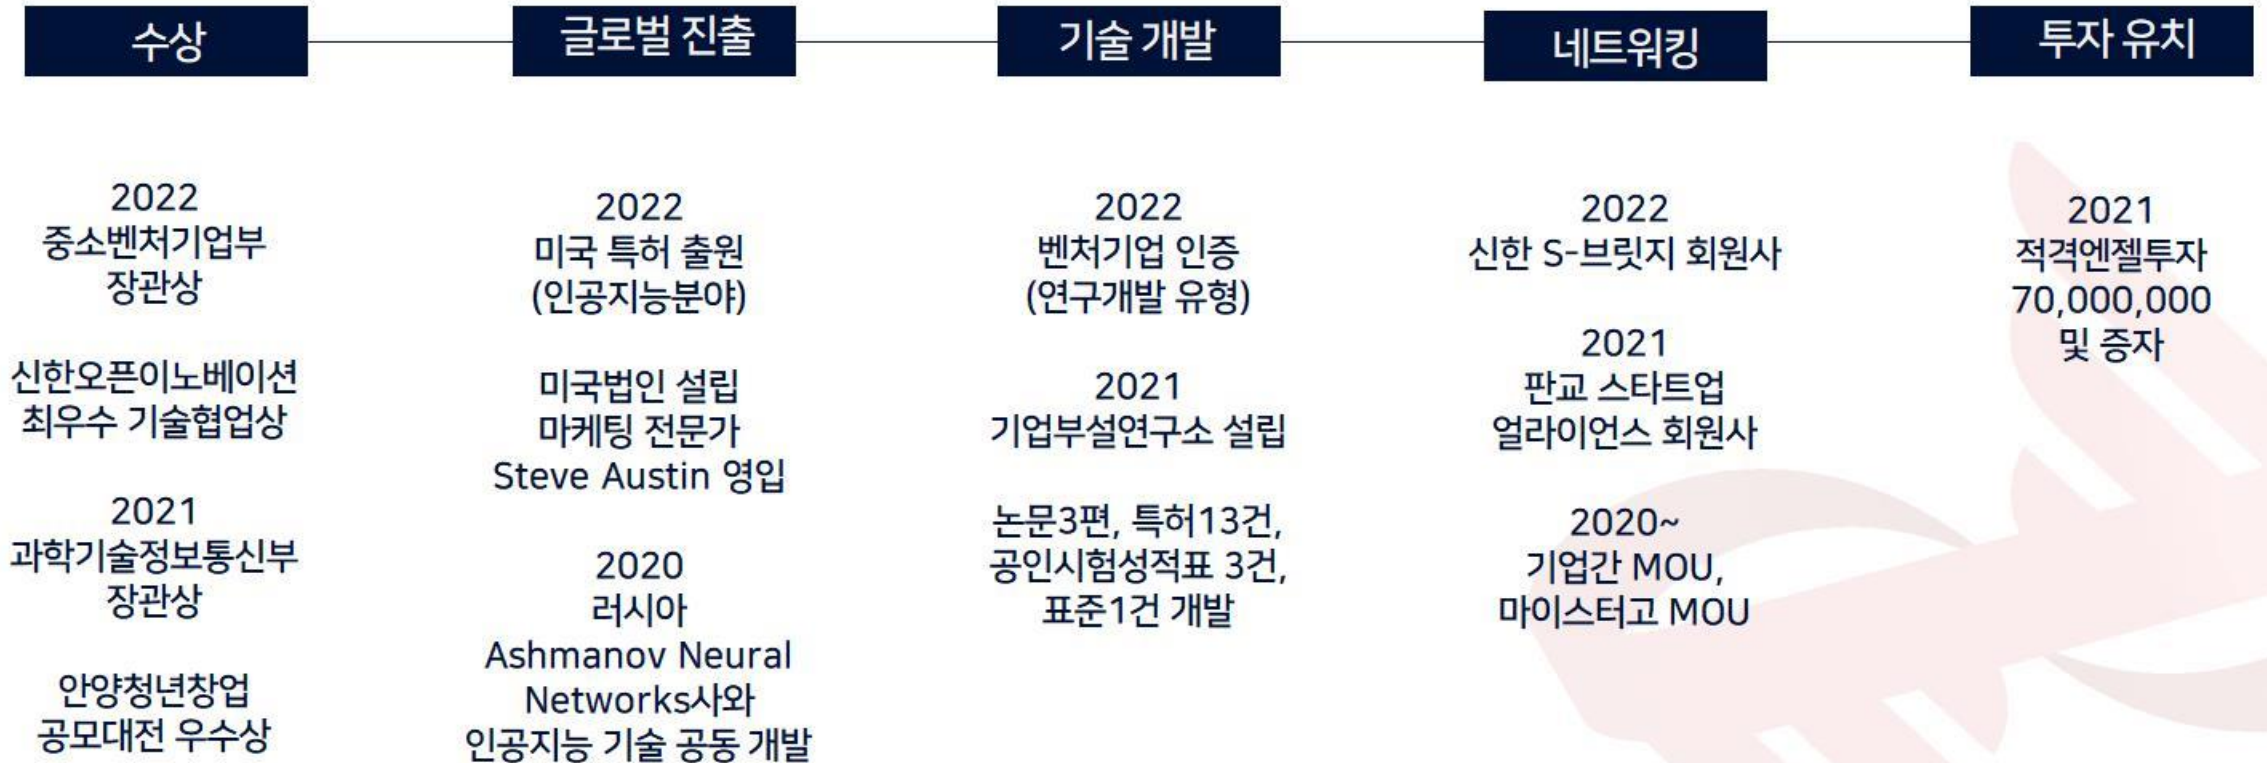 수상
글로벌 진출
기술 개발
네트워킹
투자 유치
2022
중소벤처기업부
장관상
신한오픈이노베이션
최우수 기술협업상
2021
과학기술정보통신부
장관상
안양청년창업
공모대전 우수상
2022
미국 특허 출원
(인공지능분야)
미국법인 설립
마케팅 전문가
Steve Austin 영입
2020
러시아
Ashmanov Neural
Networks사와
인공지능 기술 공동 개발
2022
벤처기업 인증
(연구개발 유형)
2021
기업부설연구소 설립
논문3편, 특허13건,
공인시험성적표 3건,
표준1건 개발
2022
신한 S-브릿지 회원사
2021
판교 스타트업
얼라이언스 회원사
2020~
기업간 MOU,
마이스터고 MOU
2021
적격엔젤투자
70,000,000
및 증자